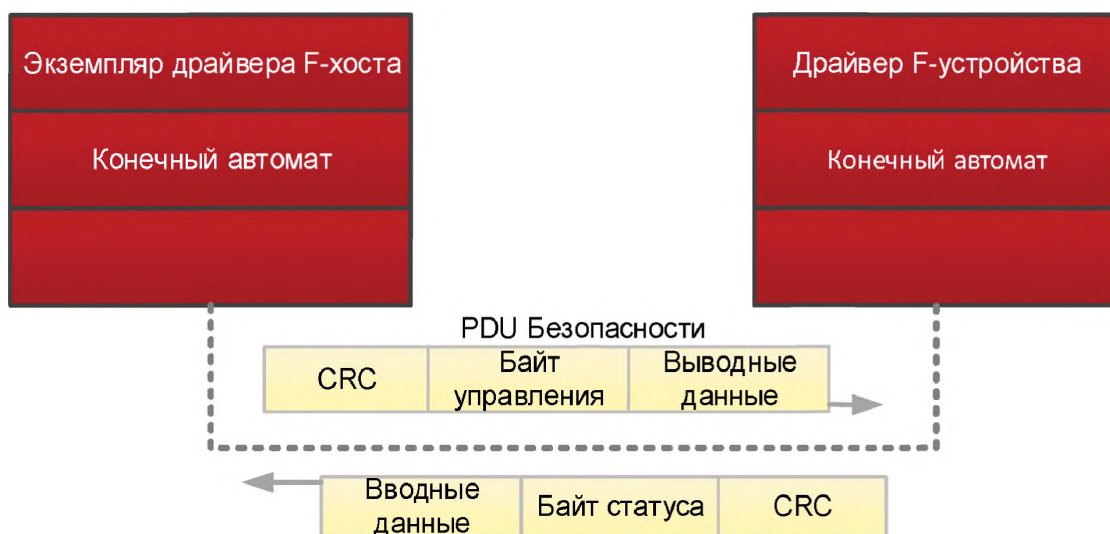 Экземпляр драйвера F-хоста
Драйвер F-устройства
Конечный автомат
Конечный автомат
PDU Безопасности
CRC
Байт
управления
Выводные
данные
Вводные
данные
Байт статуса
CRC